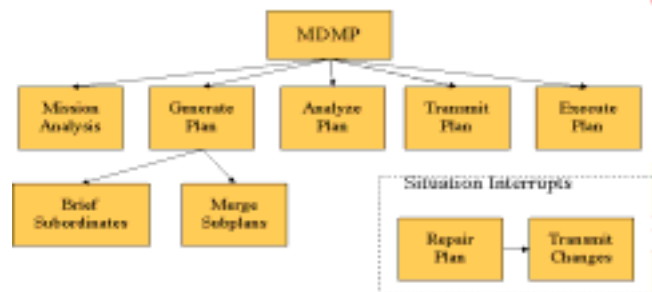 MDMP
Mission
Analysis
Generate
Plan
Analyze
Plan
Transmit
Plan
Execute
Plan
Brief
Subordinates
Merge
Subplans
Situation Interrupts
Repair
Plan
Transmit
Changes